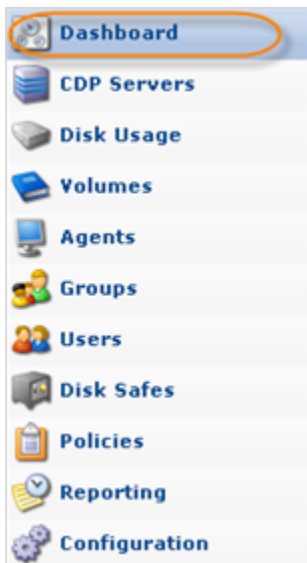 Dashboard
CDP Servers
Disk Usage
Volumes
Agents
Groups
Users
Disk Safes
Policies
Reporting
Configuration